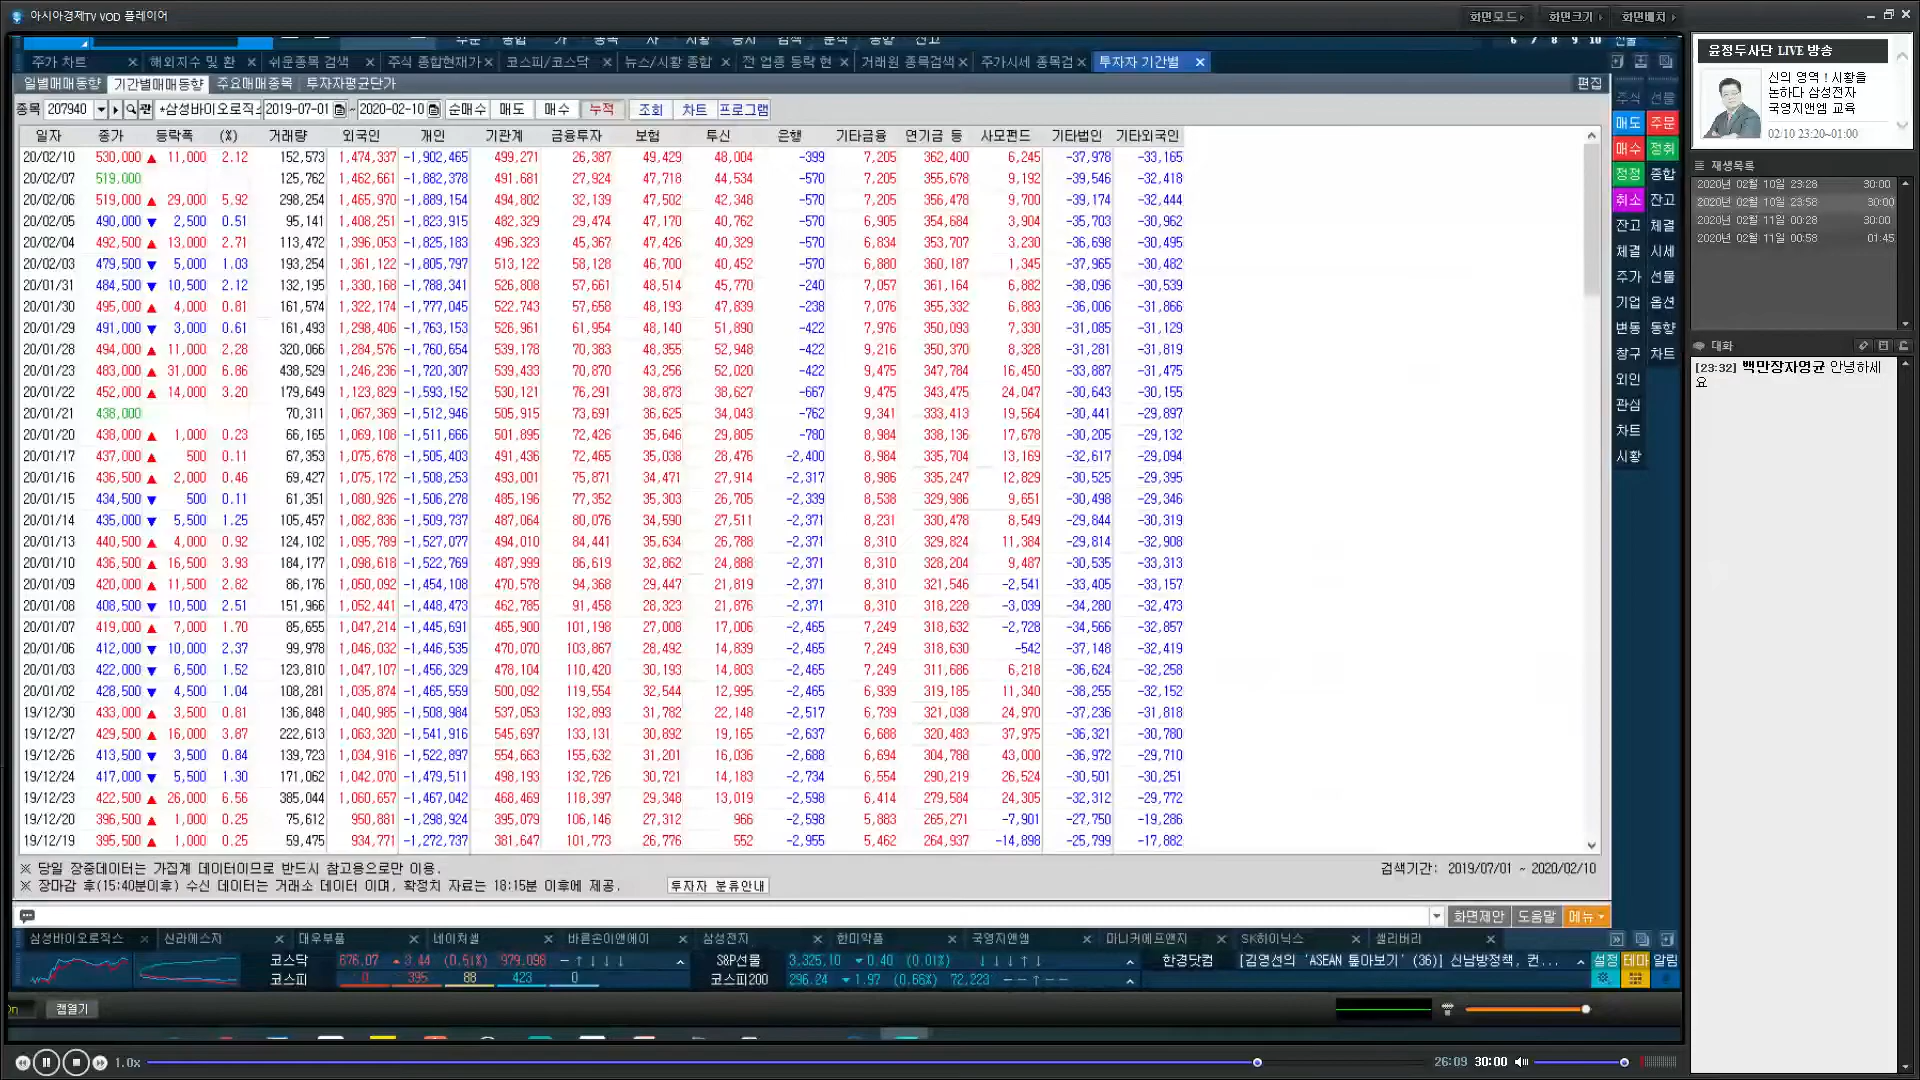 아시아경제TV VOD 플레이어
화면모드 화면크기 화면배치
주가 차트 해외지수 및 환 쉬운종목 검색 주식 종합현재가 코스피/코스닥 뉴스/시황 종합 전 업종 등락 현 거래원 종목검색 주가시세 종목검 투자자 기간별
일별매매동향 기간별매매동향 주요매매종목 투자자평균단가 편집
종목 207940 관 *삼성바이오로직스 2019-07-01 ~ 2020-02-10 순매수 매도 매수 누적 조회 차트 프로그램
일자 종가 등락폭 (%) 거래량 외국인 개인 기관계 금융투자 보험 투신 은행 기타금융 연기금 등 사모펀드 기타법인 기타외국인
20/02/10 530,000 ▲ 11,000 2.12 152,573 1,474,337 -1,902,465 499,271 26,387 49,429 48,004 -399 7,205 362,400 6,245 -37,978 -33,165
20/02/07 519,000 125,762 1,462,661 -1,882,378 491,681 27,924 47,718 44,534 -570 7,205 355,678 9,192 -39,546 -32,418
20/02/06 519,000 ▲ 29,000 5.92 298,254 1,465,970 -1,889,154 494,802 32,139 47,502 42,348 -570 7,205 356,478 9,700 -39,174 -32,444
20/02/05 490,000 ▼ 2,500 0.51 95,141 1,408,251 -1,823,915 482,329 29,474 47,170 40,762 -570 6,905 354,684 3,904 -35,703 -30,962
20/02/04 492,500 ▲ 13,000 2.71 113,472 1,396,053 -1,825,183 496,323 45,367 47,426 40,329 -570 6,834 353,707 3,230 -36,698 -30,495
20/02/03 479,500 ▼ 5,000 1.03 193,254 1,361,122 -1,805,797 513,122 58,128 46,700 40,452 -570 6,880 360,187 1,345 -37,965 -30,482
20/01/31 484,500 ▼ 10,500 2.12 132,195 1,330,168 -1,788,341 526,808 57,661 48,514 45,770 -240 7,057 361,164 6,882 -38,096 -30,539
20/01/30 495,000 ▲ 4,000 0.81 161,574 1,322,174 -1,777,045 522,743 57,658 48,193 47,839 -238 7,076 355,332 6,883 -36,006 -31,866
20/01/29 491,000 ▼ 3,000 0.61 161,493 1,298,406 -1,763,153 526,961 61,954 48,140 51,890 -422 7,976 350,093 7,330 -31,085 -31,129
20/01/28 494,000 ▲ 11,000 2.28 320,066 1,284,576 -1,760,654 539,178 70,383 48,355 52,948 -422 9,216 350,370 8,328 -31,281 -31,819
20/01/23 483,000 ▲ 31,000 6.86 438,529 1,246,236 -1,720,307 539,433 70,870 43,256 52,020 -422 9,475 347,784 16,450 -33,887 -31,475
20/01/22 452,000 ▲ 14,000 3.20 179,649 1,123,829 -1,593,152 530,121 76,291 38,873 38,627 -667 9,475 343,475 24,047 -30,643 -30,155
20/01/21 438,000 70,311 1,067,369 -1,512,946 505,915 73,691 36,625 34,043 -762 9,341 333,413 19,564 -30,441 -29,897
20/01/20 438,000 ▲ 1,000 0.23 66,165 1,069,108 -1,511,666 501,895 72,426 35,646 29,805 -780 8,984 338,136 17,678 -30,205 -29,132
20/01/17 437,000 ▲ 500 0.11 67,353 1,075,678 -1,505,403 491,436 72,465 35,038 28,476 -2,400 8,984 335,704 13,169 -32,617 -29,094
20/01/16 436,500 ▲ 2,000 0.46 69,427 1,075,172 -1,508,253 493,001 75,871 34,471 27,914 -2,317 8,986 335,247 12,829 -30,525 -29,395
20/01/15 434,500 ▼ 500 0.11 61,351 1,080,926 -1,506,278 485,196 77,352 35,303 26,705 -2,339 8,538 329,986 9,651 -30,498 -29,346
20/01/14 435,000 ▼ 5,500 1.25 105,457 1,082,836 -1,509,737 487,064 80,076 34,590 27,511 -2,371 8,231 330,478 8,549 -29,844 -30,319
20/01/13 440,500 ▲ 4,000 0.92 124,102 1,095,789 -1,527,077 494,010 84,441 35,634 26,788 -2,371 8,310 329,824 11,384 -29,814 -32,908
20/01/10 436,500 ▲ 16,500 3.93 184,177 1,098,618 -1,522,769 487,999 86,619 32,862 24,888 -2,371 8,310 328,204 9,487 -30,535 -33,313
20/01/09 420,000 ▲ 11,500 2.82 86,176 1,050,092 -1,454,108 470,578 94,368 29,447 21,819 -2,371 8,310 321,546 -2,541 -33,405 -33,157
20/01/08 408,500 ▼ 10,500 2.51 151,966 1,052,441 -1,448,473 462,785 91,458 28,323 21,876 -2,371 8,310 318,228 -3,039 -34,280 -32,473
20/01/07 419,000 ▲ 7,000 1.70 85,655 1,047,214 -1,445,691 465,900 101,198 27,008 17,006 -2,465 7,249 318,632 -2,728 -34,566 -32,857
20/01/06 412,000 ▼ 10,000 2.37 99,978 1,046,032 -1,446,535 470,070 103,867 28,492 14,839 -2,465 7,249 318,630 -542 -37,148 -32,419
20/01/03 422,000 ▼ 6,500 1.52 123,810 1,047,107 -1,456,329 478,104 110,420 30,193 14,803 -2,465 7,249 311,686 6,218 -36,624 -32,258
20/01/02 428,500 ▼ 4,500 1.04 108,281 1,035,874 -1,465,559 500,092 119,554 32,544 12,995 -2,465 6,939 319,185 11,340 -38,255 -32,152
19/12/30 433,000 ▲ 3,500 0.81 136,848 1,040,985 -1,508,984 537,053 132,893 31,782 22,148 -2,517 6,739 321,038 24,970 -37,236 -31,818
19/12/27 429,500 ▲ 16,000 3.87 222,613 1,063,320 -1,541,916 545,697 133,131 30,892 19,165 -2,637 6,688 320,483 37,975 -36,321 -30,780
19/12/26 413,500 ▼ 3,500 0.84 139,723 1,034,916 -1,522,897 554,663 155,632 31,201 16,036 -2,688 6,694 304,788 43,000 -36,972 -29,710
19/12/24 417,000 ▼ 5,500 1.30 171,062 1,042,070 -1,479,511 498,193 132,726 30,721 14,183 -2,734 6,554 290,219 26,524 -30,501 -30,251
19/12/23 422,500 ▲ 26,000 6.56 385,044 1,060,657 -1,467,042 468,469 118,397 29,348 13,019 -2,598 6,414 279,584 24,305 -32,312 -29,772
19/12/20 396,500 ▲ 1,000 0.25 75,612 950,881 -1,298,924 395,079 106,146 27,312 966 -2,598 5,883 265,271 -7,901 -27,750 -19,286
19/12/19 395,500 ▲ 1,000 0.25 59,475 934,771 -1,272,737 381,647 101,773 26,776 552 -2,955 5,462 264,937 -14,898 -25,799 -17,882
※ 당일 장중데이터는 가집계 데이터이므로 반드시 참고용으로만 이용.
검색기간: 2019/07/01 ~ 2020/02/10
※ 장마감 후(15:40분이후) 수신 데이터는 거래소 데이터 이며, 확정치 자료는 18:15분 이후에 제공. 투자자 분류안내
화면제안 도움말 메뉴
삼성바이오로직스 신라에스지 대우부품 네이처셀 바른손이앤에이 삼성전자 한미약품 국영지앤엠 미니커에프앤지 SK하이닉스 셀리버리
코스닥 676.07 ▲ 3.44 (0.51%) 979.098 S&P선물 3,325.10 ▼ 0.40 (0.01%) 한경닷컴 [김영선의 'ASEAN 톺아보기' (36)] 신남방정책, 컨... 설정 테마 알림
코스피 0 395 88 423 0 코스피200 296.24 ▼ 1.97 (0.66%) 72,223
캠열기
1.0x 26:09 30:00
주식 선물
매도 주문
매수 정취
정정 종합
취소 잔고
잔고 체결
체결 시세
주가 선물
기업 옵션
변동 동향
창구 차트
외인
관심
차트
시황
윤정두사단 LIVE 방송
신의 영역 ! 시황을
논하다 삼성전자
국영지앤엠 교육
02/10 23:20~01:00
재생목록
2020년 02월 10일 23:28 30:00
2020년 02월 10일 23:58 30:00
2020년 02월 11일 00:28 30:00
2020년 02월 11일 00:58 01:45
대화
[23:32] 백만장자영균 안녕하세
요